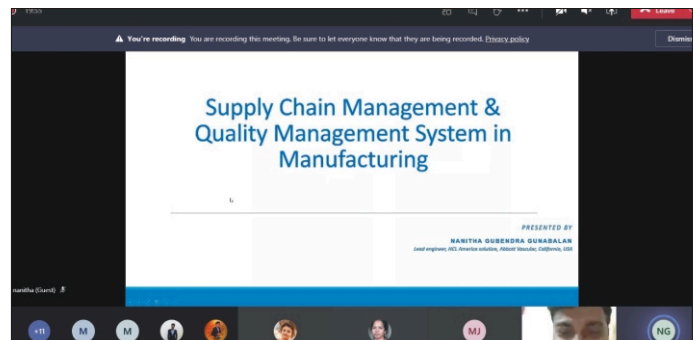 19:55
Leave
You're recording You are recording this meeting. Be sure to let everyone know that they are being recorded. Privacy policy
Dismiss
Supply Chain Management &
Quality Management System in
Manufacturing
PRESENTED BY
NANITHA GUBENDRA GUNABALAN
Lead engineer, HCL America solution, Abbott Vascular, California, USA
nanitha (Guest)
+11 M M MJ NG